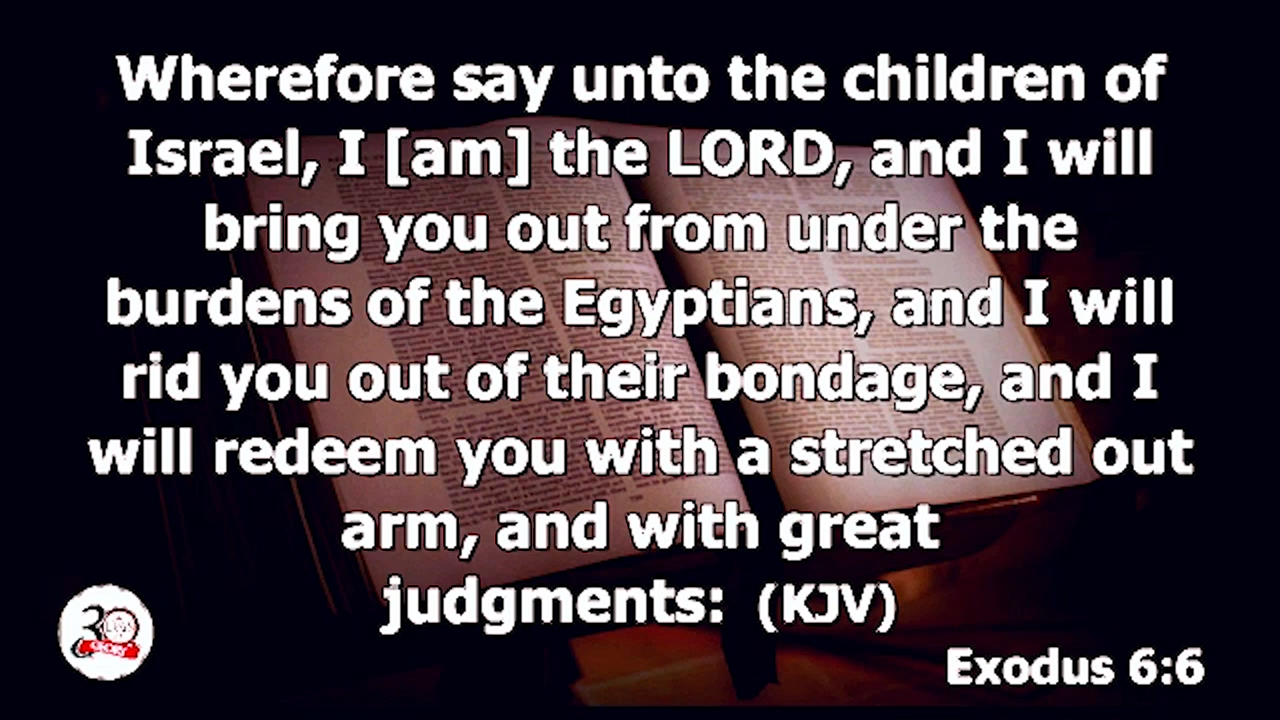 Wherefore say unto the children of
Israel, I [am] the LORD, and I will
bring you out from under the
burdens of the Egyptians, and I will
rid you out of their bondage, and I
will redeem you with a stretched out
arm, and with great
judgments: (KJV)
30
Exodus 6:6